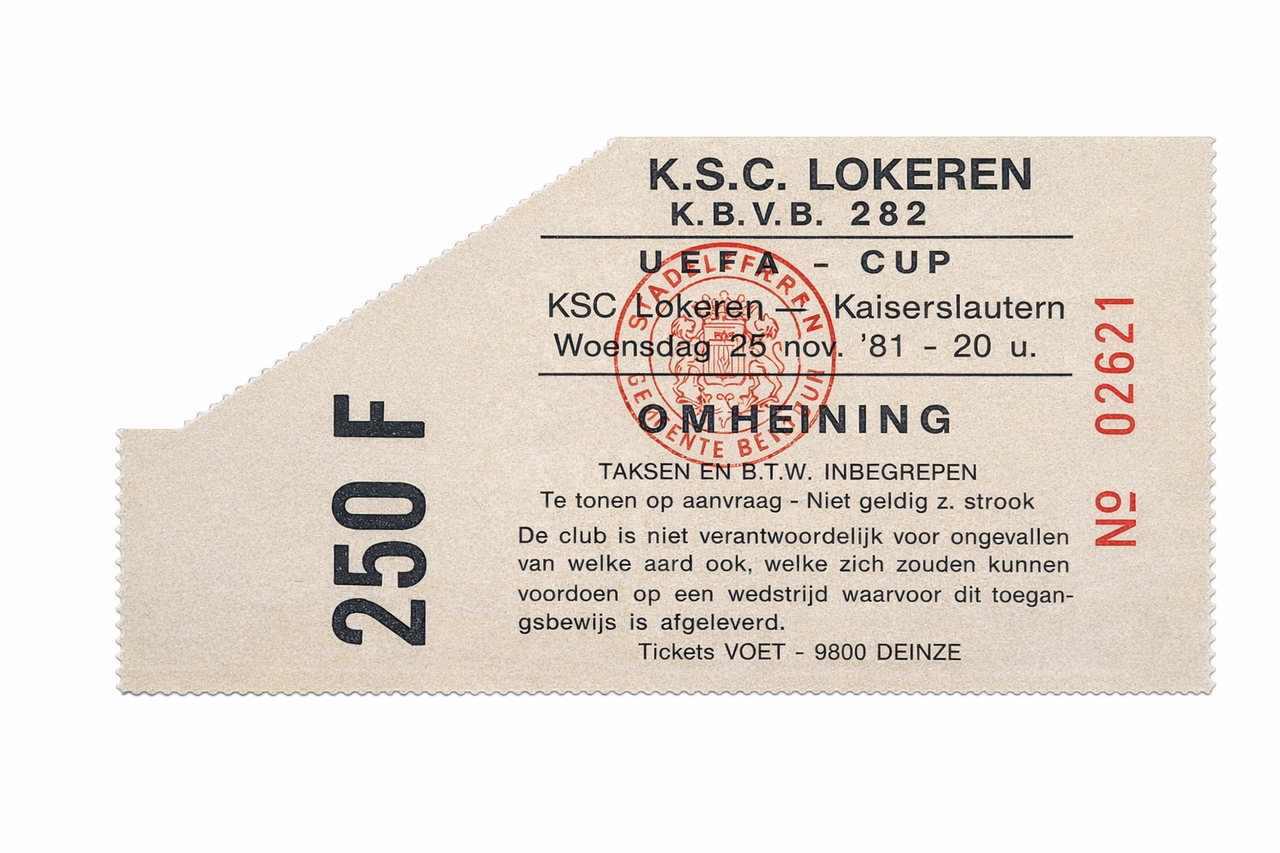 K.S.C. LOKEREN
K.B.V.B. 282
UEFA - CUP
KSC Lokeren — Kaiserslautern
Woensdag 25 nov. '81 - 20 u.
OMHEINING
TAKSEN EN B.T.W. INBEGREPEN
Te tonen op aanvraag - Niet geldig z. strook
De club is niet verantwoordelijk voor ongevallen
van welke aard ook, welke zich zouden kunnen
voordoen op een wedstrijd waarvoor dit toegan-
gsbewijs is afgeleverd.
Tickets VOET - 9800 DEINZE
250 F
Nº 02621
GEMEENTE